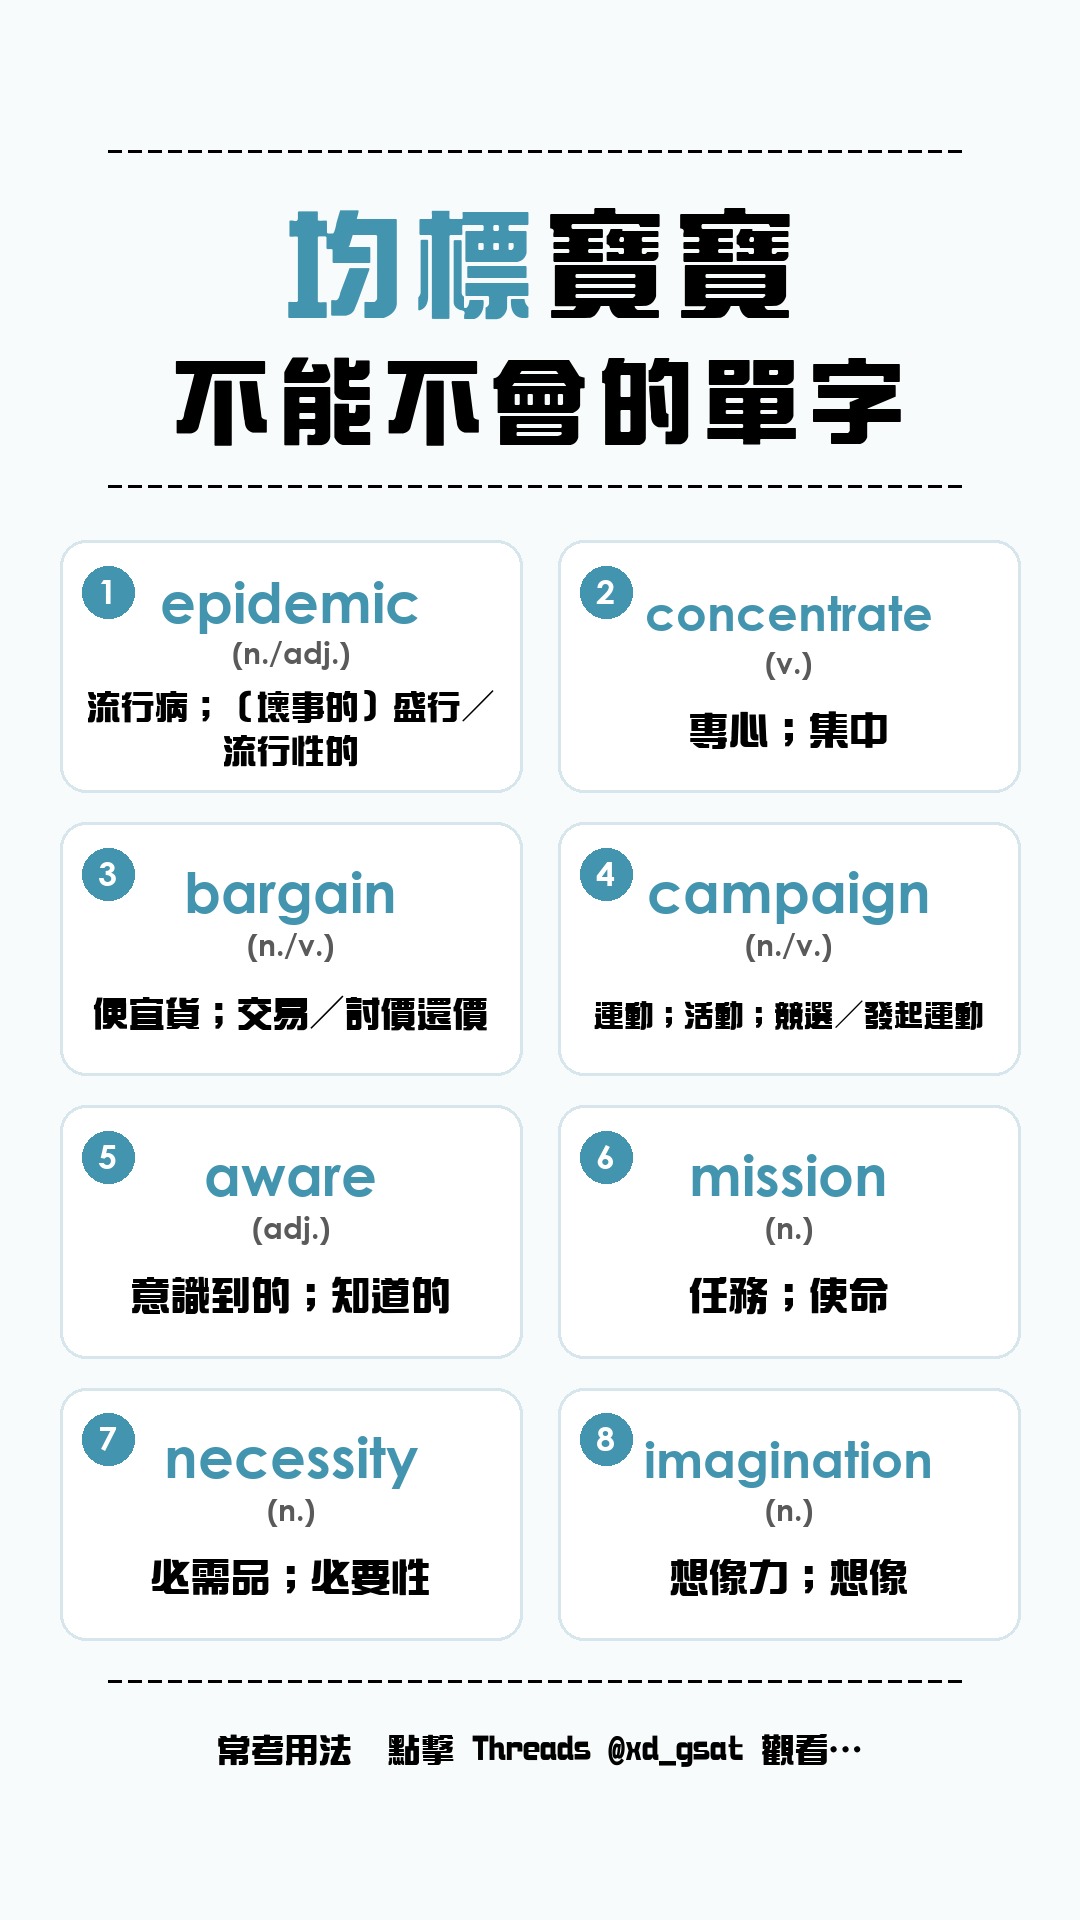 均標寶寶
不能不會的單字
1
epidemic
(n./adj.)
流行病；（壞事的）盛行／
流行性的
2
concentrate
(v.)
專心；集中
3
bargain
(n./v.)
便宜貨；交易／討價還價
4
campaign
(n./v.)
運動；活動；競選／發起運動
5
aware
(adj.)
意識到的；知道的
6
mission
(n.)
任務；使命
7
necessity
(n.)
必需品；必要性
8
imagination
(n.)
想像力；想像
常考用法　點擊 Threads @xd_gsat 觀看…